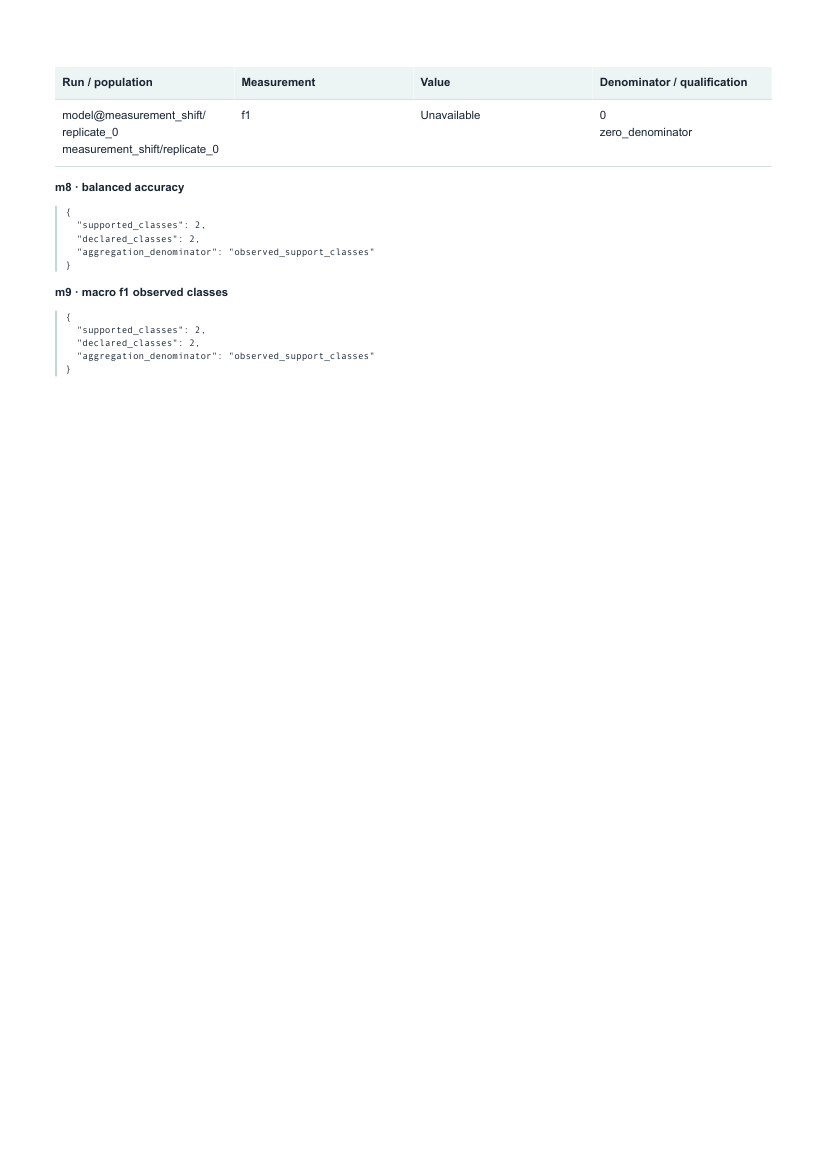 Run / population Measurement Value Denominator / qualification
model@measurement_shift/ f1 Unavailable 0
replicate_0 zero_denominator
measurement_shift/replicate_0
m8 · balanced accuracy
{
  "supported_classes": 2,
  "declared_classes": 2,
  "aggregation_denominator": "observed_support_classes"
}
m9 · macro f1 observed classes
{
  "supported_classes": 2,
  "declared_classes": 2,
  "aggregation_denominator": "observed_support_classes"
}